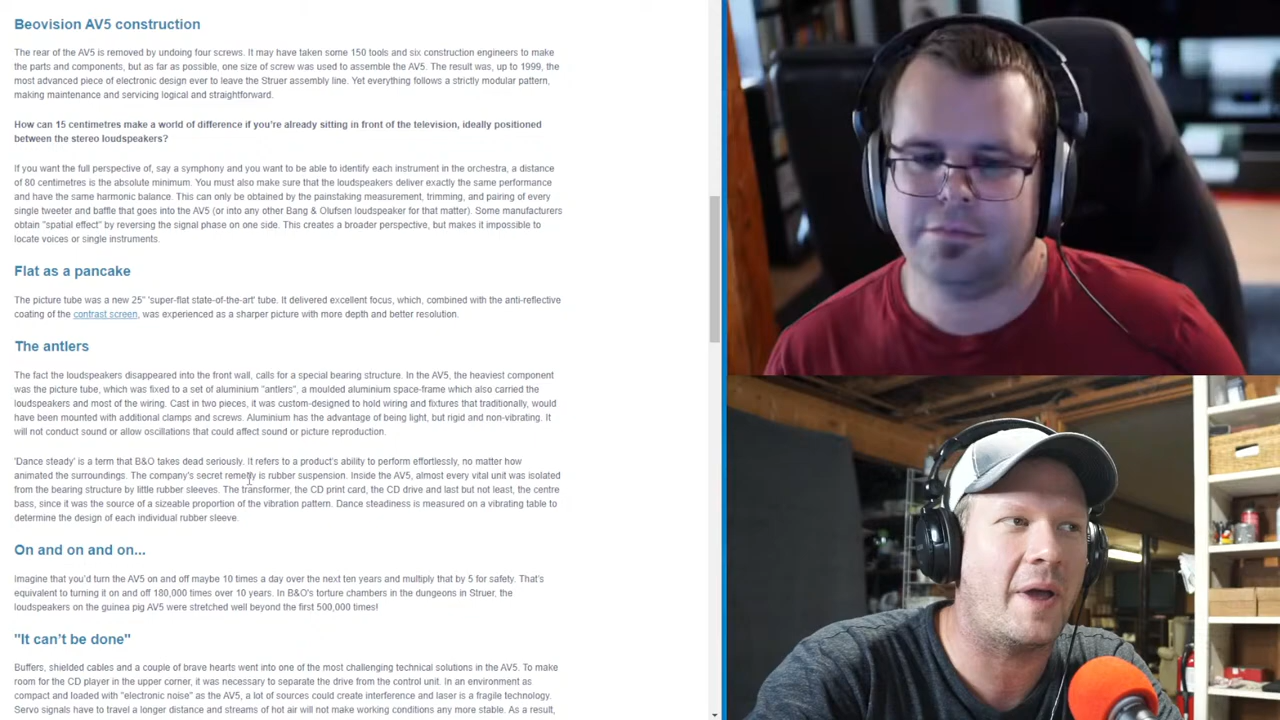 Beovision AV5 construction
The rear of the AV5 is removed by undoing four screws. It may have taken some 150 tools and six construction engineers to make
the parts and components, but as far as possible, one size of screw was used to assemble the AV5. The result was, up to 1999, the
most advanced piece of electronic design ever to leave the Struer assembly line. Yet everything follows a strictly modular pattern,
making maintenance and servicing logical and straightforward.
How can 15 centimetres make a world of difference if you're already sitting in front of the television, ideally positioned
between the stereo loudspeakers?
If you want the full perspective of, say a symphony and you want to be able to identify each instrument in the orchestra, a distance
of 80 centimetres is the absolute minimum. You must also make sure that the loudspeakers deliver exactly the same performance
and have the same harmonic balance. This can only be obtained by the painstaking measurement, trimming, and pairing of every
single tweeter and baffle that goes into the AV5 (or into any other Bang & Olufsen loudspeaker for that matter). Some manufacturers
obtain "spatial effect" by reversing the signal phase on one side. This creates a broader perspective, but makes it impossible to
locate voices or single instruments.
Flat as a pancake
The picture tube was a new 25" 'super-flat state-of-the-art' tube. It delivered excellent focus, which, combined with the anti-reflective
coating of the contrast screen, was experienced as a sharper picture with more depth and better resolution.
The antlers
The fact the loudspeakers disappeared into the front wall, calls for a special bearing structure. In the AV5, the heaviest component
was the picture tube, which was fixed to a set of aluminium "antlers", a moulded aluminium space-frame which also carried the
loudspeakers and most of the wiring. Cast in two pieces, it was custom-designed to hold wiring and fixtures that traditionally, would
have been mounted with additional clamps and screws. Aluminium has the advantage of being light, but rigid and non-vibrating. It
will not conduct sound or allow oscillations that could affect sound or picture reproduction.
'Dance steady' is a term that B&O takes dead seriously. It refers to a product's ability to perform effortlessly, no matter how
animated the surroundings. The company's secret remedy is rubber suspension. Inside the AV5, almost every vital unit was isolated
from the bearing structure by little rubber sleeves. The transformer, the CD print card, the CD drive and last but not least, the centre
bass, since it was the source of a sizeable proportion of the vibration pattern. Dance steadiness is measured on a vibrating table to
determine the design of each individual rubber sleeve.
On and on and on...
Imagine that you'd turn the AV5 on and off maybe 10 times a day over the next ten years and multiply that by 5 for safety. That's
equivalent to turning it on and off 180,000 times over 10 years. In B&O's torture chambers in the dungeons in Struer, the
loudspeakers on the guinea pig AV5 were stretched well beyond the first 500,000 times!
"It can't be done"
Buffers, shielded cables and a couple of brave hearts went into one of the most challenging technical solutions in the AV5. To make
room for the CD player in the upper corner, it was necessary to separate the drive from the control unit. In an environment as
compact and loaded with "electronic noise" as the AV5, a lot of sources could create interference and laser is a fragile technology.
Servo signals have to travel a longer distance and streams of hot air will not make working conditions any more stable. As a result,